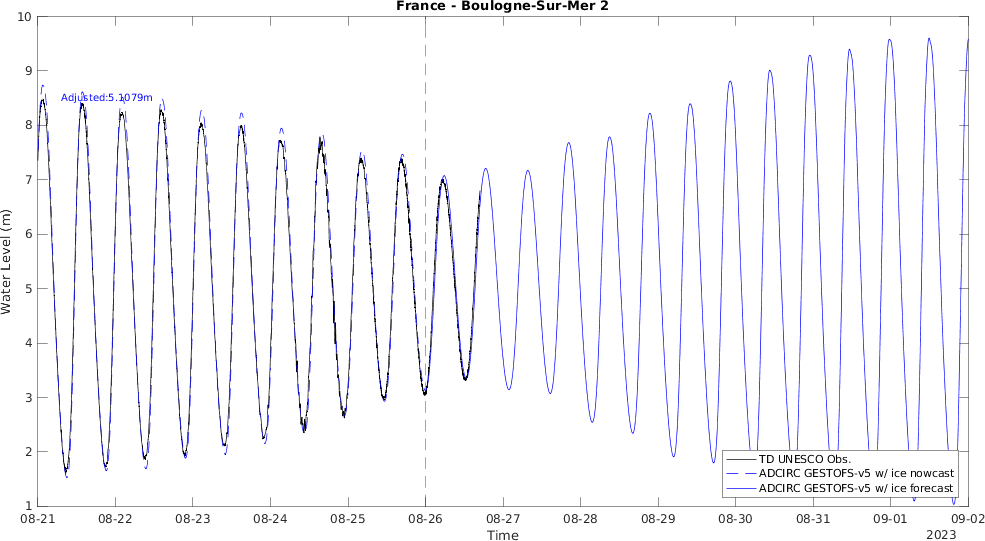 France - Boulogne-Sur-Mer 2
10
9
8
7
6
5
4
3
2
1
Water Level (m)
Adjusted:5.1079m
TD UNESCO Obs.
ADCIRC GESTOFS-v5 w/ ice nowcast
ADCIRC GESTOFS-v5 w/ ice forecast
08-21 08-22 08-23 08-24 08-25 08-26 08-27 08-28 08-29 08-30 08-31 09-01 09-02
Time
2023